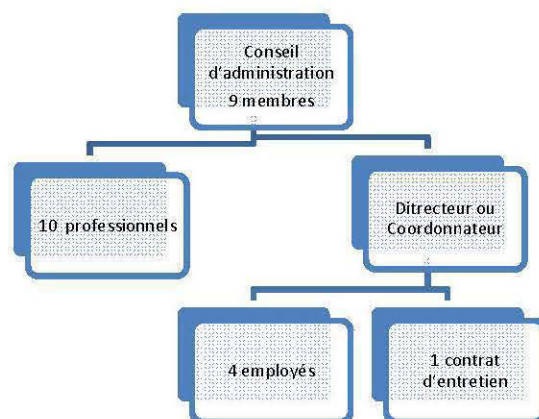 Conseil
d'administration
9 membres
10 professionnels
Ditrecteur ou
Coordonnateur
4 employés
1 contrat
d'entretien